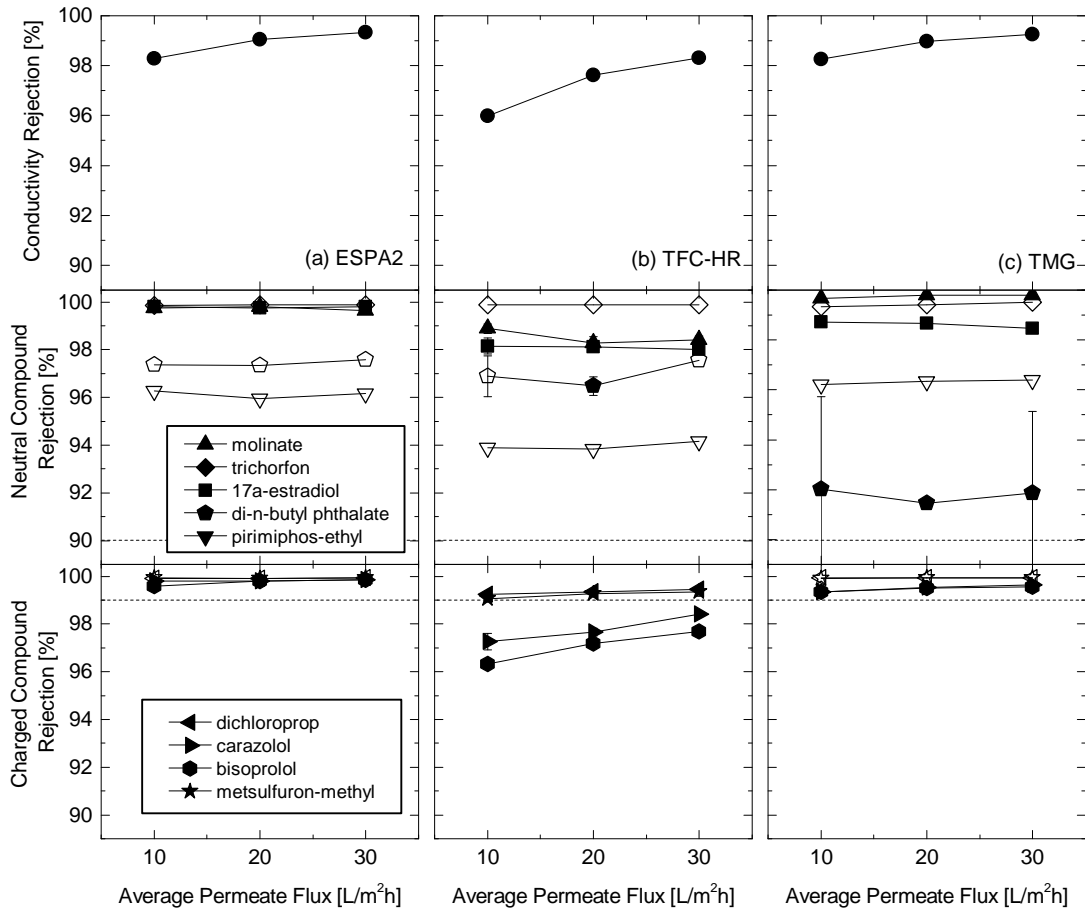 100
98
96
94
92
90
Conductivity Rejection [%]
(a) ESPA2
(b) TFC-HR
(c) TMG
100
98
96
94
92
90
Neutral Compound
Rejection [%]
molinate
trichorfon
17a-estradiol
di-n-butyl phthalate
pirimiphos-ethyl
100
98
96
94
92
90
Charged Compound
Rejection [%]
dichloroprop
carazolol
bisoprolol
metsulfuron-methyl
10 20 30
10 20 30
10 20 30
Average Permeate Flux [L/m²h]
Average Permeate Flux [L/m²h]
Average Permeate Flux [L/m²h]